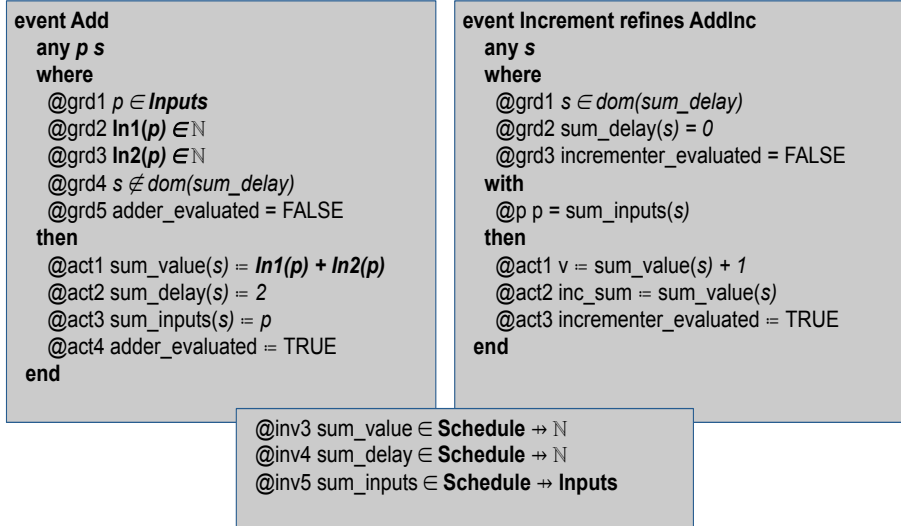 event Add
any p s
where
@grd1 p ∈ Inputs
@grd2 In1(p) ∈ ℕ
@grd3 In2(p) ∈ ℕ
@grd4 s ∉ dom(sum_delay)
@grd5 adder_evaluated = FALSE
then
@act1 sum_value(s) ≔ In1(p) + In2(p)
@act2 sum_delay(s) ≔ 2
@act3 sum_inputs(s) ≔ p
@act4 adder_evaluated ≔ TRUE
end
event Increment refines AddInc
any s
where
@grd1 s ∈ dom(sum_delay)
@grd2 sum_delay(s) = 0
@grd3 incrementer_evaluated = FALSE
with
@p p = sum_inputs(s)
then
@act1 v ≔ sum_value(s) + 1
@act2 inc_sum ≔ sum_value(s)
@act3 incrementer_evaluated ≔ TRUE
end
@inv3 sum_value ∈ Schedule ⇸ ℕ
@inv4 sum_delay ∈ Schedule ⇸ ℕ
@inv5 sum_inputs ∈ Schedule ⇸ Inputs